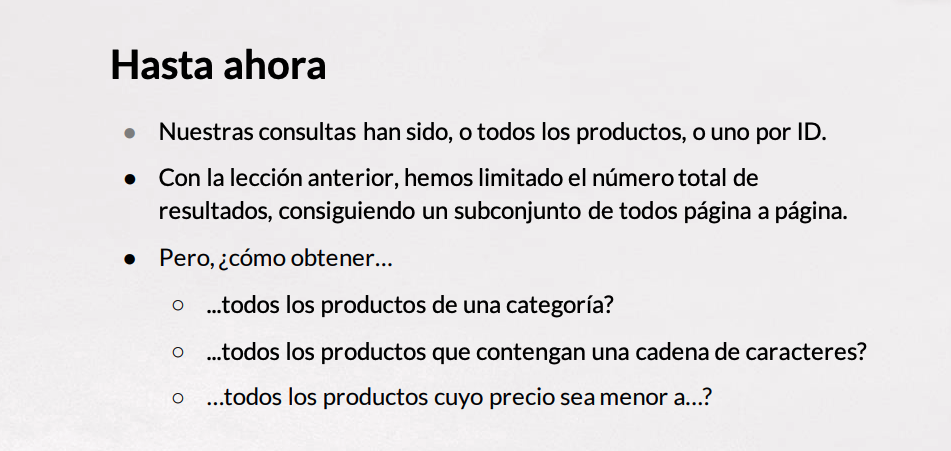 Hasta ahora
● Nuestras consultas han sido, o todos los productos, o uno por ID.
● Con la lección anterior, hemos limitado el número total de
resultados, consiguiendo un subconjunto de todos página a página.
● Pero, ¿cómo obtener…
○ ...todos los productos de una categoría?
○ ...todos los productos que contengan una cadena de caracteres?
○ …todos los productos cuyo precio sea menor a…?